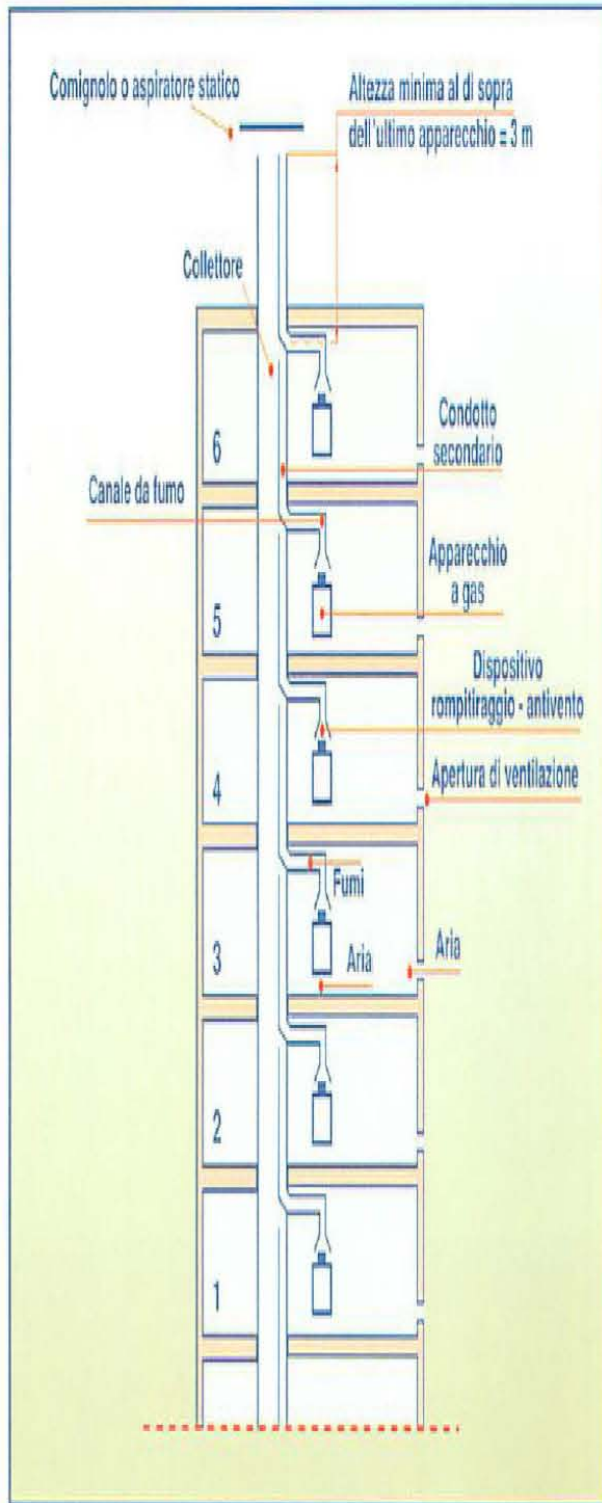 Comignolo o aspiratore statico
Altezza minima al di sopra
dell'ultimo apparecchio = 3 m
Collettore
6
Condotto
secondario
Canale da fumo
5
Apparecchio
a gas
Dispositivo
rompitiraggio - antivento
4
Apertura di ventilazione
Fumi
3
Aria
Aria
2
1